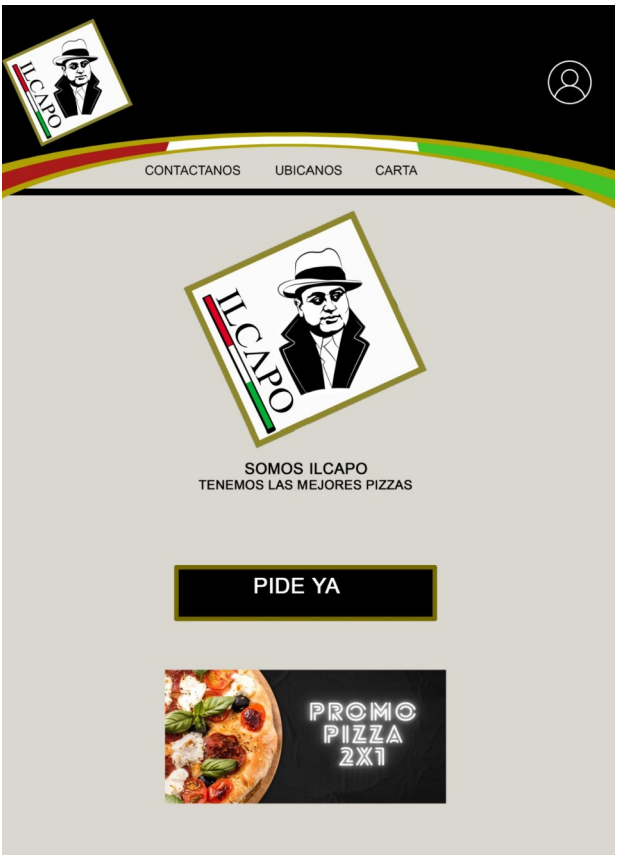 ILCAPO
CONTACTANOS UBICANOS CARTA
ILCAPO
SOMOS ILCAPO
TENEMOS LAS MEJORES PIZZAS
PIDE YA
PROMO
PIZZA
2X1